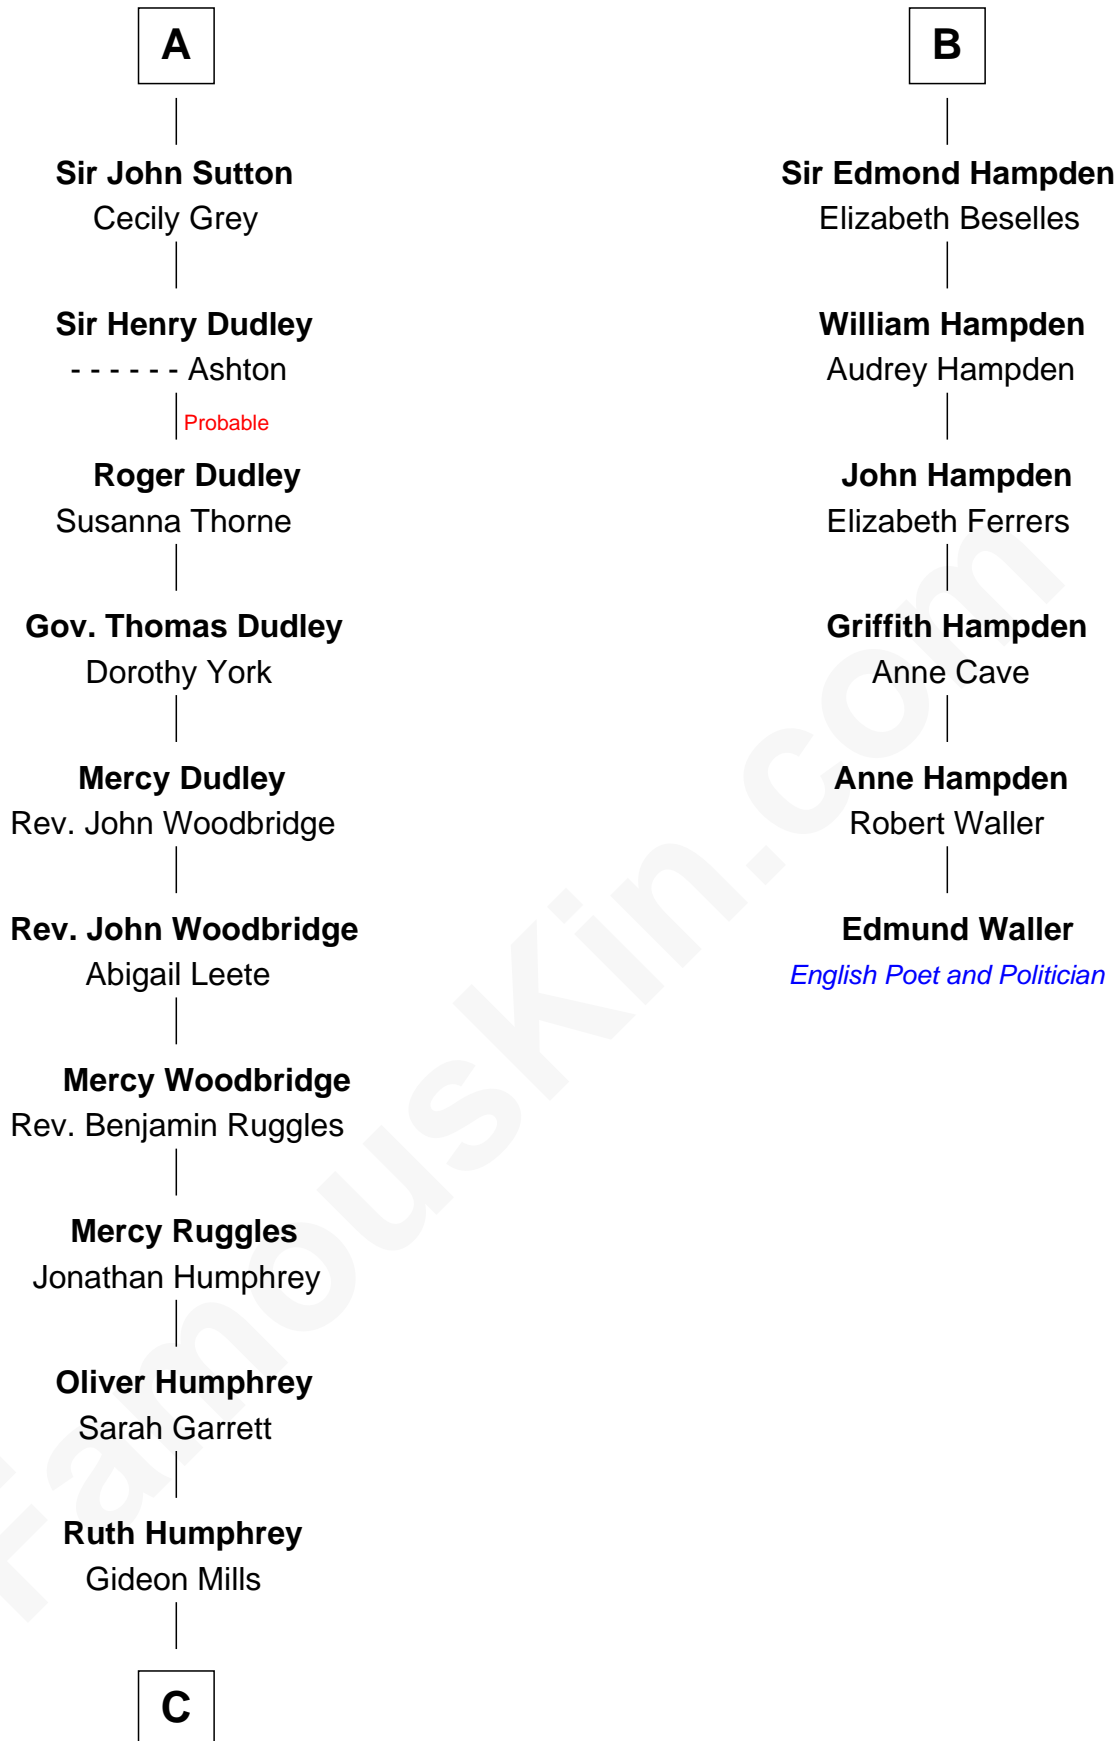 A
Sir John Sutton
Cecily Grey
Sir Henry Dudley
- - - - - - Ashton
Probable
Roger Dudley
Susanna Thorne
Gov. Thomas Dudley
Dorothy York
Mercy Dudley
Rev. John Woodbridge
Rev. John Woodbridge
Abigail Leete
Mercy Woodbridge
Rev. Benjamin Ruggles
Mercy Ruggles
Jonathan Humphrey
Oliver Humphrey
Sarah Garrett
Ruth Humphrey
Gideon Mills
C
B
Sir Edmond Hampden
Elizabeth Beselles
William Hampden
Audrey Hampden
John Hampden
Elizabeth Ferrers
Griffith Hampden
Anne Cave
Anne Hampden
Robert Waller
Edmund Waller
English Poet and Politician
FamousKin.com